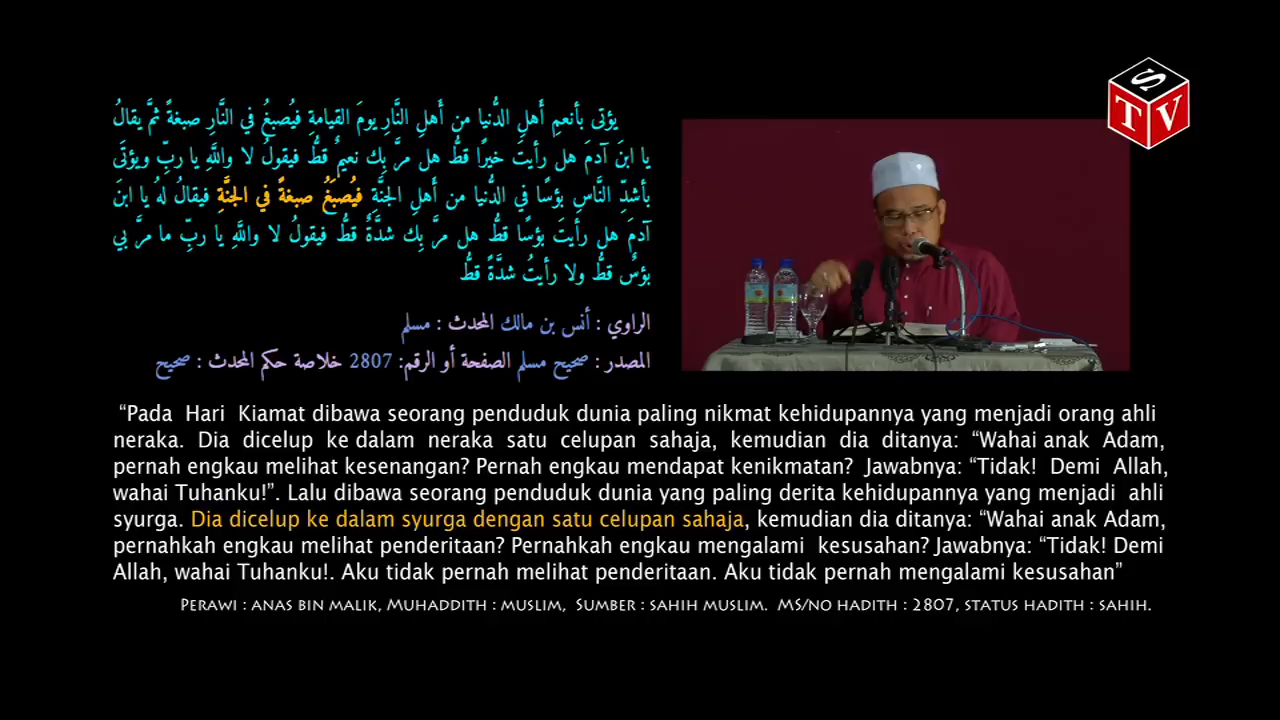 STV
يؤتى بأنعمِ أَهلِ الدُّنيا من أَهلِ النَّارِ يومَ القيامةِ فيُصبغُ في النَّارِ صبغةً ثمَّ يقالُ
يا ابنَ آدمَ هل رأيتَ خيرًا قطُّ هل مرَّ بِك نعيمٌ قطُّ فيقولُ لا واللَّهِ يا ربِّ ويؤتَى
بأشدِّ النَّاسِ بؤسًا في الدُّنيا من أَهلِ الجنَّةِ فيُصبَغُ صبغةً في الجنَّةِ فيقالُ لهُ يا ابنَ
آدمَ هل رأيتَ بؤسًا قطُّ هل مرَّ بِك شدَّةٌ قطُّ فيقولُ لا واللَّهِ يا ربِّ ما مرَّ بي
بؤسٌ قطُّ ولا رأيتُ شدَّةً قطُّ
الراوي : أنس بن مالك المحدث : مسلم
المصدر : صحيح مسلم الصفحة أو الرقم: 2807 خلاصة حكم المحدث : صحيح
“Pada Hari Kiamat dibawa seorang penduduk dunia paling nikmat kehidupannya yang menjadi orang ahli
neraka. Dia dicelup ke dalam neraka satu celupan sahaja, kemudian dia ditanya: “Wahai anak Adam,
pernah engkau melihat kesenangan? Pernah engkau mendapat kenikmatan? Jawabnya: “Tidak! Demi Allah,
wahai Tuhanku!”. Lalu dibawa seorang penduduk dunia yang paling derita kehidupannya yang menjadi ahli
syurga. Dia dicelup ke dalam syurga dengan satu celupan sahaja, kemudian dia ditanya: “Wahai anak Adam,
pernahkah engkau melihat penderitaan? Pernahkah engkau mengalami kesusahan? Jawabnya: “Tidak! Demi
Allah, wahai Tuhanku!. Aku tidak pernah melihat penderitaan. Aku tidak pernah mengalami kesusahan”
Perawi : anas bin malik, Muhaddith : muslim, Sumber : sahih muslim. MS/no hadith : 2807, status hadith : sahih.